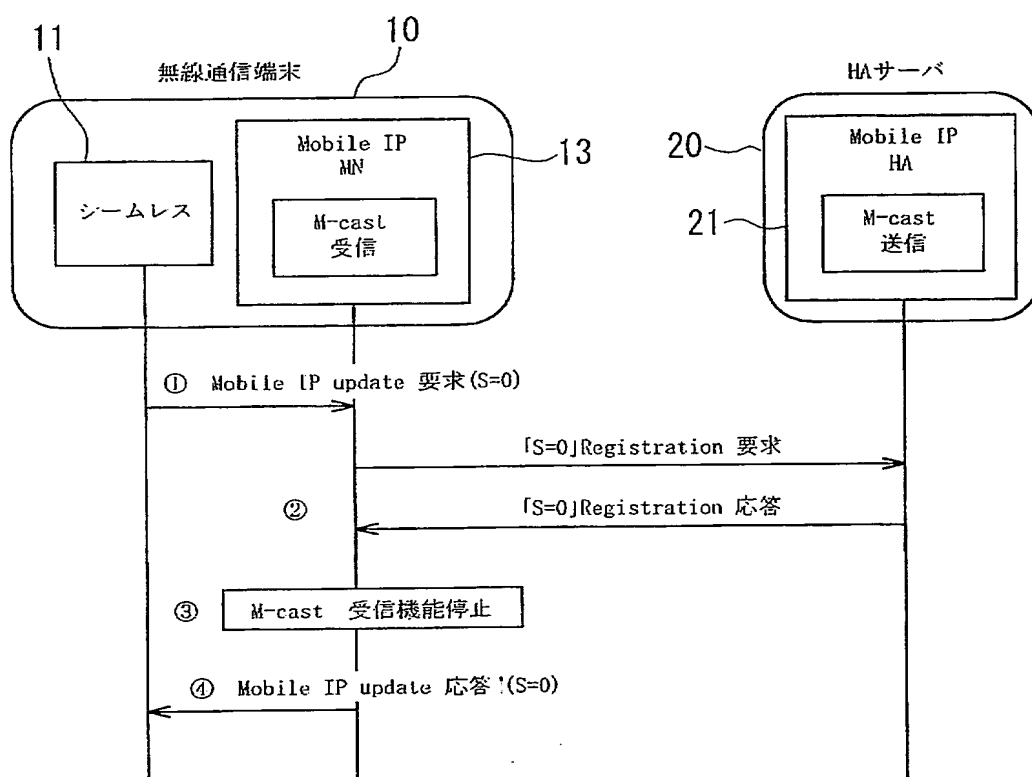 11
10
無線通信端末
HAサーバ
Mobile IP
MN
13
20
Mobile IP
HA
シームレス
M-cast
受信
21
M-cast
送信
① Mobile IP update 要求(S=0)
「S=0」Registration 要求
②
「S=0」Registration 応答
③
M-cast 受信機能停止
④ Mobile IP update 応答 (S=0)